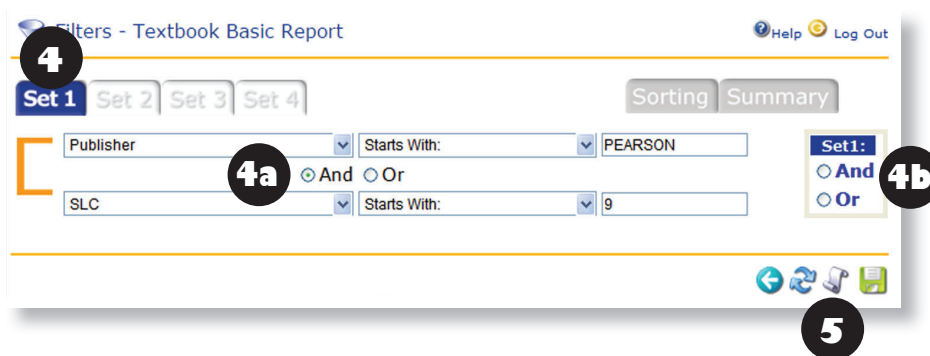 Filters - Textbook Basic Report Help Log Out
4
Set 1 Set 2 Set 3 Set 4 Sorting Summary
Publisher Starts With: PEARSON Set1:
4a And Or And 4b
SLC Starts With: 9 Or
5